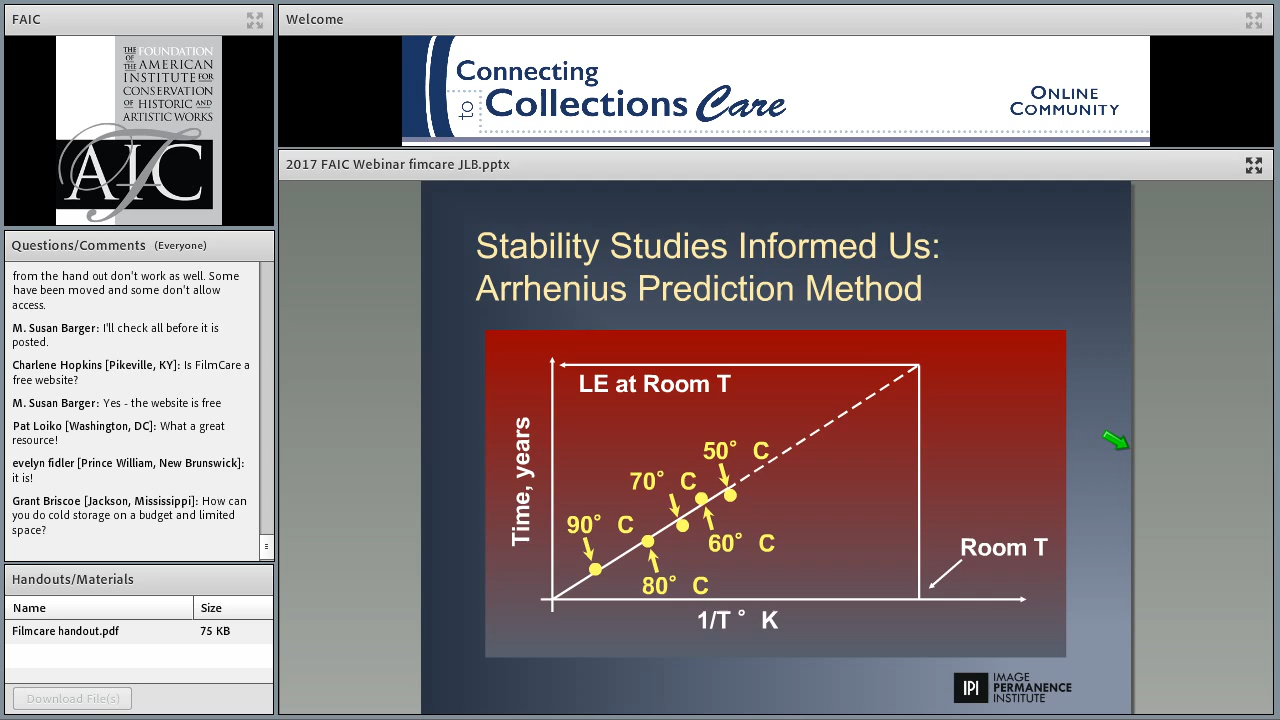 FAIC
THE FOUNDATION
OF THE AMERICAN
INSTITUTE FOR
CONSERVATION
OF HISTORIC AND
ARTISTIC WORKS
AIC
Questions/Comments (Everyone)
from the hand out don't work as well. Some
have been moved and some don't allow
access.
M. Susan Barger: I'll check all before it is
posted.
Charlene Hopkins [Pikeville, KY]: Is FilmCare a
free website?
M. Susan Barger: Yes - the website is free
Pat Loiko [Washington, DC]: What a great
resource!
evelyn fidler [Prince William, New Brunswick]:
it is!
Grant Briscoe [Jackson, Mississippi]: How can
you do cold storage on a budget and limited
space?
Handouts/Materials
Name Size
Filmcare handout.pdf 75 KB
Download File(s)
Welcome
Connecting
to Collections Care
ONLINE
COMMUNITY
2017 FAIC Webinar fimcare JLB.pptx
Stability Studies Informed Us:
Arrhenius Prediction Method
LE at Room T
Time, years
50° C
70° C
90° C
60° C
80° C
Room T
1/T ° K
IPI
IMAGE
PERMANENCE
INSTITUTE